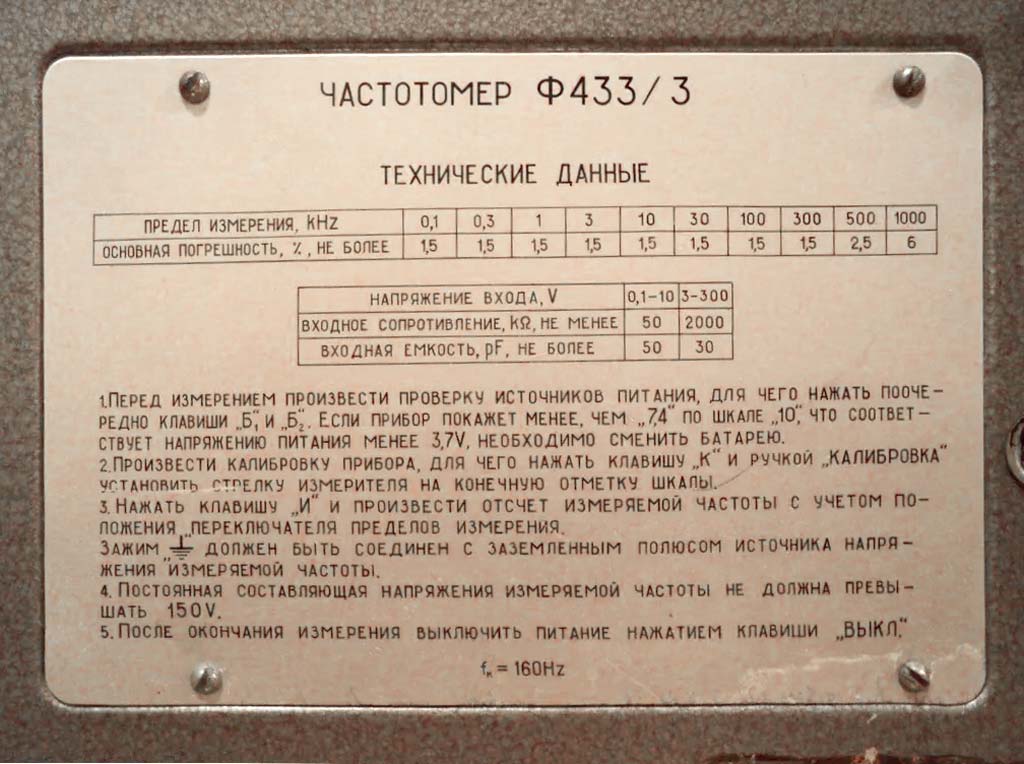 ЧАСТОТОМЕР Ф433/3
ТЕХНИЧЕСКИЕ ДАННЫЕ
ПРЕДЕЛ ИЗМЕРЕНИЯ, kHz 0,1 0,3 1 3 10 30 100 300 500 1000
ОСНОВНАЯ ПОГРЕШНОСТЬ, %, НЕ БОЛЕЕ 1,5 1,5 1,5 1,5 1,5 1,5 1,5 1,5 2,5 6
НАПРЯЖЕНИЕ ВХОДА, V 0,1-10 3-300
ВХОДНОЕ СОПРОТИВЛЕНИЕ, kΩ, НЕ МЕНЕЕ 50 2000
ВХОДНАЯ ЕМКОСТЬ, pF, НЕ БОЛЕЕ 50 30
1. ПЕРЕД ИЗМЕРЕНИЕМ ПРОИЗВЕСТИ ПРОВЕРКУ ИСТОЧНИКОВ ПИТАНИЯ, ДЛЯ ЧЕГО НАЖАТЬ ПООЧЕ-
РЕДНО КЛАВИШИ „Б₁“ И „Б₂“. ЕСЛИ ПРИБОР ПОКАЖЕТ МЕНЕЕ, ЧЕМ „7,4“ ПО ШКАЛЕ „10“, ЧТО СООТВЕТ-
СТВУЕТ НАПРЯЖЕНИЮ ПИТАНИЯ МЕНЕЕ 3,7V, НЕОБХОДИМО СМЕНИТЬ БАТАРЕЮ.
2. ПРОИЗВЕСТИ КАЛИБРОВКУ ПРИБОРА, ДЛЯ ЧЕГО НАЖАТЬ КЛАВИШУ „К“ И РУЧКОЙ „КАЛИБРОВКА“
УСТАНОВИТЬ СТРЕЛКУ ИЗМЕРИТЕЛЯ НА КОНЕЧНУЮ ОТМЕТКУ ШКАЛЫ.
3. НАЖАТЬ КЛАВИШУ „И“ И ПРОИЗВЕСТИ ОТСЧЕТ ИЗМЕРЯЕМОЙ ЧАСТОТЫ С УЧЕТОМ ПО-
ЛОЖЕНИЯ ПЕРЕКЛЮЧАТЕЛЯ ПРЕДЕЛОВ ИЗМЕРЕНИЯ.
ЗАЖИМ „⏚“ ДОЛЖЕН БЫТЬ СОЕДИНЕН С ЗАЗЕМЛЕННЫМ ПОЛЮСОМ ИСТОЧНИКА НАПРЯ-
ЖЕНИЯ ИЗМЕРЯЕМОЙ ЧАСТОТЫ.
4. ПОСТОЯННАЯ СОСТАВЛЯЮЩАЯ НАПРЯЖЕНИЯ ИЗМЕРЯЕМОЙ ЧАСТОТЫ НЕ ДОЛЖНА ПРЕВЫ-
ШАТЬ 150V.
5. ПОСЛЕ ОКОНЧАНИЯ ИЗМЕРЕНИЯ ВЫКЛЮЧИТЬ ПИТАНИЕ НАЖАТИЕМ КЛАВИШИ „ВЫКЛ.“
fₖ = 160Hz